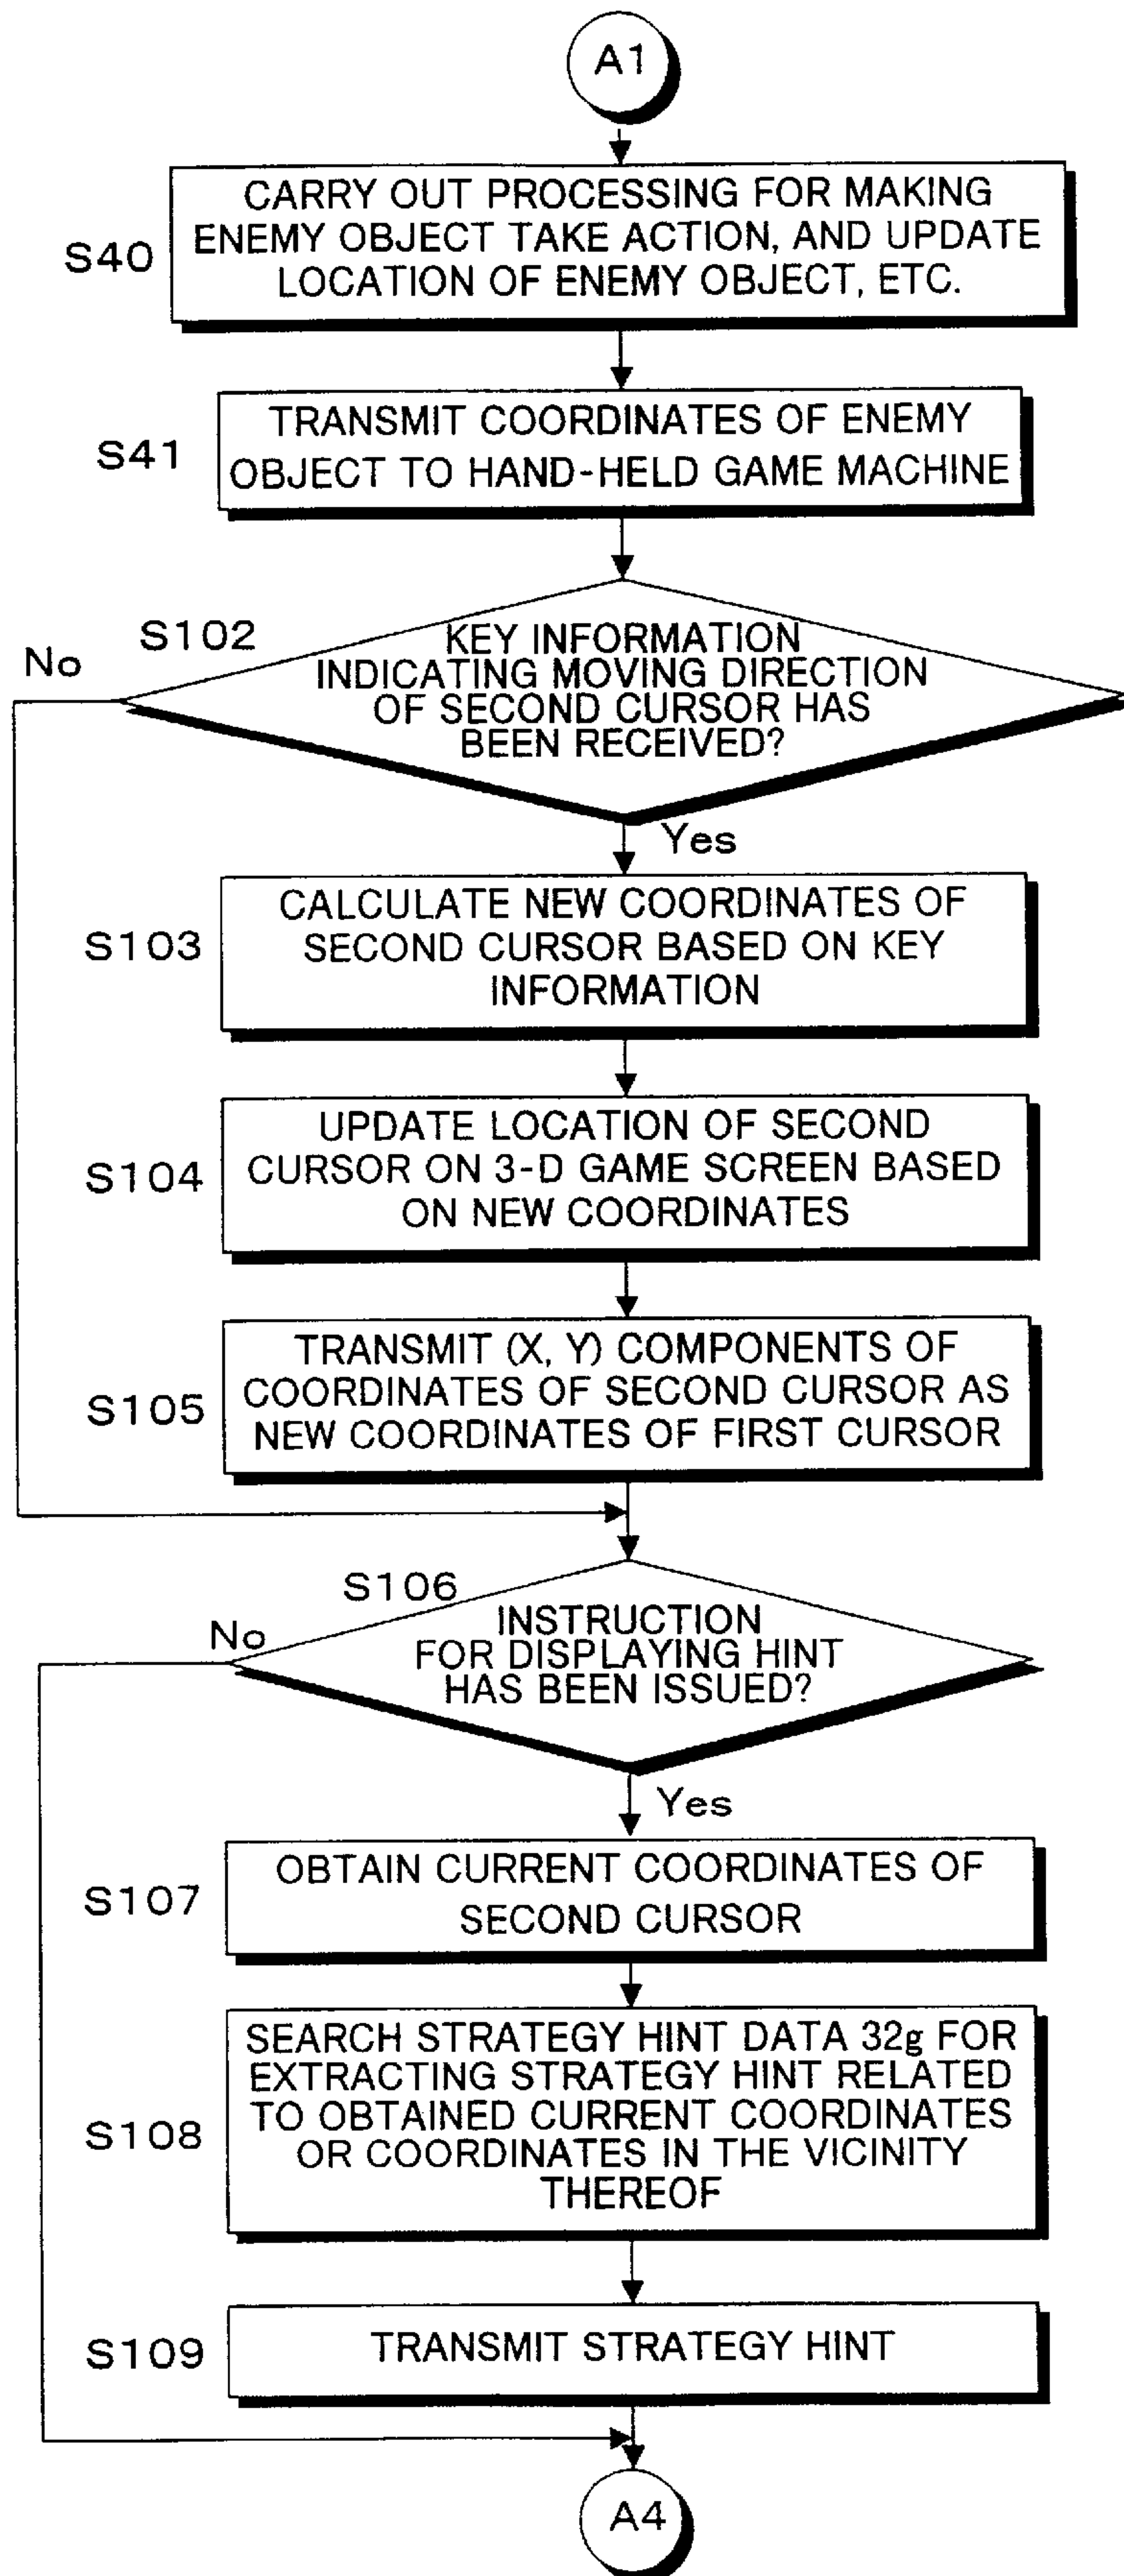 A1
S40
CARRY OUT PROCESSING FOR MAKING
ENEMY OBJECT TAKE ACTION, AND UPDATE
LOCATION OF ENEMY OBJECT, ETC.
S41
TRANSMIT COORDINATES OF ENEMY
OBJECT TO HAND-HELD GAME MACHINE
S102
No
KEY INFORMATION
INDICATING MOVING DIRECTION
OF SECOND CURSOR HAS
BEEN RECEIVED?
Yes
S103
CALCULATE NEW COORDINATES OF
SECOND CURSOR BASED ON KEY
INFORMATION
S104
UPDATE LOCATION OF SECOND
CURSOR ON 3-D GAME SCREEN BASED
ON NEW COORDINATES
S105
TRANSMIT (X, Y) COMPONENTS OF
COORDINATES OF SECOND CURSOR AS
NEW COORDINATES OF FIRST CURSOR
S106
No
INSTRUCTION
FOR DISPLAYING HINT
HAS BEEN ISSUED?
Yes
S107
OBTAIN CURRENT COORDINATES OF
SECOND CURSOR
S108
SEARCH STRATEGY HINT DATA 32g FOR
EXTRACTING STRATEGY HINT RELATED
TO OBTAINED CURRENT COORDINATES
OR COORDINATES IN THE VICINITY
THEREOF
S109
TRANSMIT STRATEGY HINT
A4